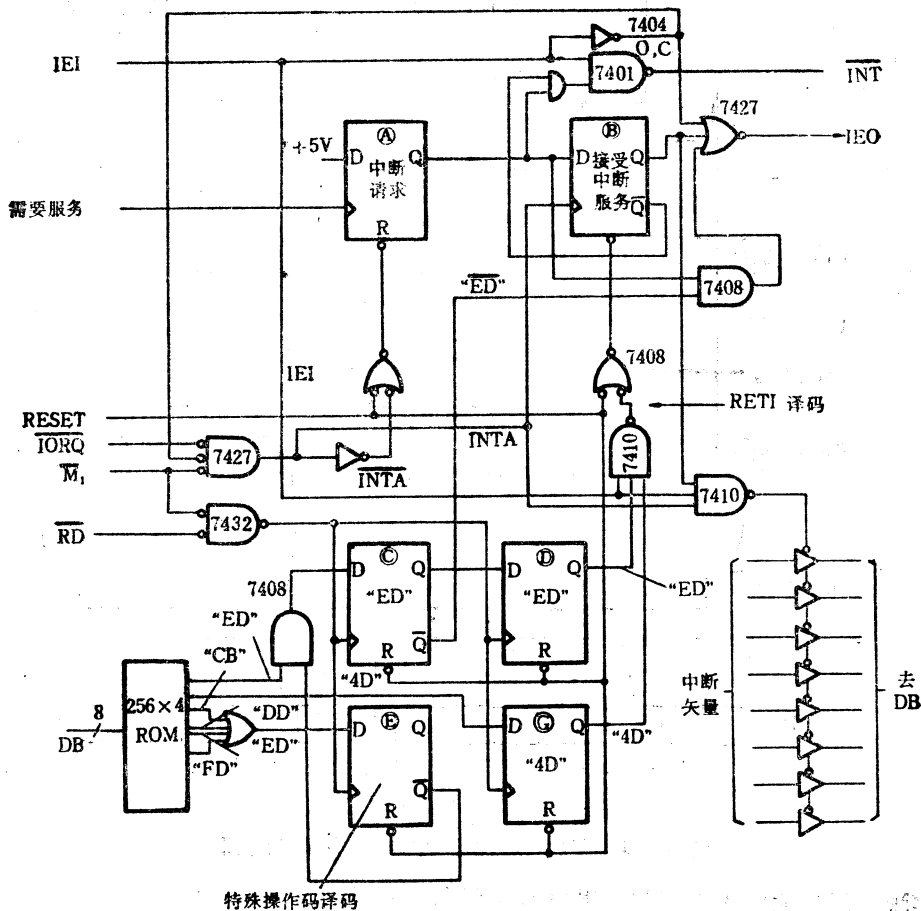 7404
IEI
O,C
7401
INT
7427
+5V
D
Ⓐ
Q
中断
请求
R
D
Ⓑ
Q
接受
中断
服务
Q
IEO
需要服务
"ED"
7408
IEI
7408
RETI 译码
RESET
IORQ
7427
INTA
INTA
M₁
7410
7410
7432
RD
7408
D
Ⓒ
Q
"ED"
Q
R
D
Ⓓ
Q
"ED"
R
"ED"
"ED"
"CB"
"4D"
8
DB
256×4
ROM
"DD"
"ED"
"FD"
D
Ⓔ
Q
Q
R
D
Ⓖ
Q
"4D"
R
"4D"
中断
矢量
去
DB
特殊操作码译码